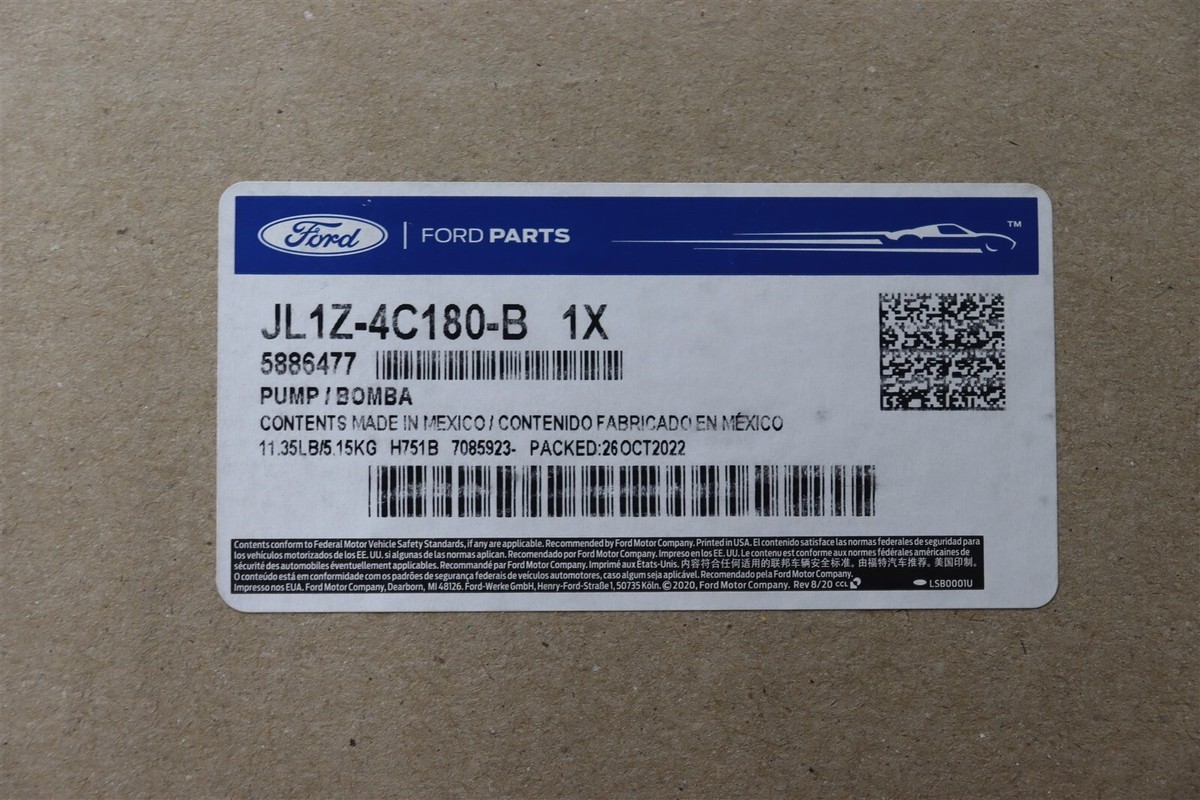 Ford | FORD PARTS ™
JL1Z-4C180-B 1X
5886477
PUMP / BOMBA
CONTENTS MADE IN MEXICO / CONTENIDO FABRICADO EN MÉXICO
11.35LB/5.15KG H751B 7085923- PACKED:26OCT2022
Contents conform to Federal Motor Vehicle Safety Standards, if any are applicable. Recommended by Ford Motor Company. Printed in USA. El contenido satisface las normas federales de seguridad para
los vehículos motorizados de los EE. UU. si algunas de las normas aplican. Recomendado por Ford Motor Company. Impreso en los EE. UU. Le contenu est conforme aux normes fédérales américaines de
sécurité des automobiles éventuellement applicables. Recommandé par Ford Motor Company. Imprimé aux États-Unis. 内容符合任何适用的联邦车辆安全标准。由福特汽车推荐。美国印制。
O conteúdo está em conformidade com os padrões de segurança federais de veículos automotores, caso algum seja aplicável. Recomendado pela Ford Motor Company.
Impresso nos EUA. Ford Motor Company, Dearborn, MI 48126. Ford-Werke GmbH, Henry-Ford-Straße 1, 50735 Köln. © 2020, Ford Motor Company. Rev 8/20 CCL
LSB0001U